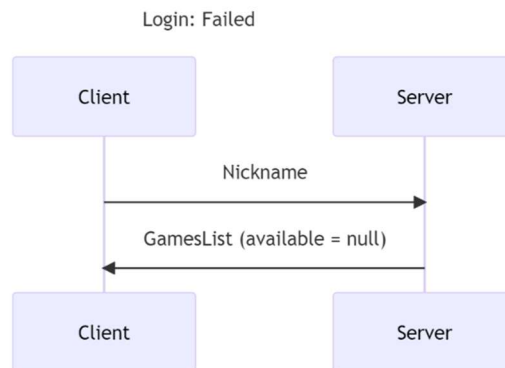 Login: Failed
Client
Server
Nickname
GamesList (available = null)
Client
Server